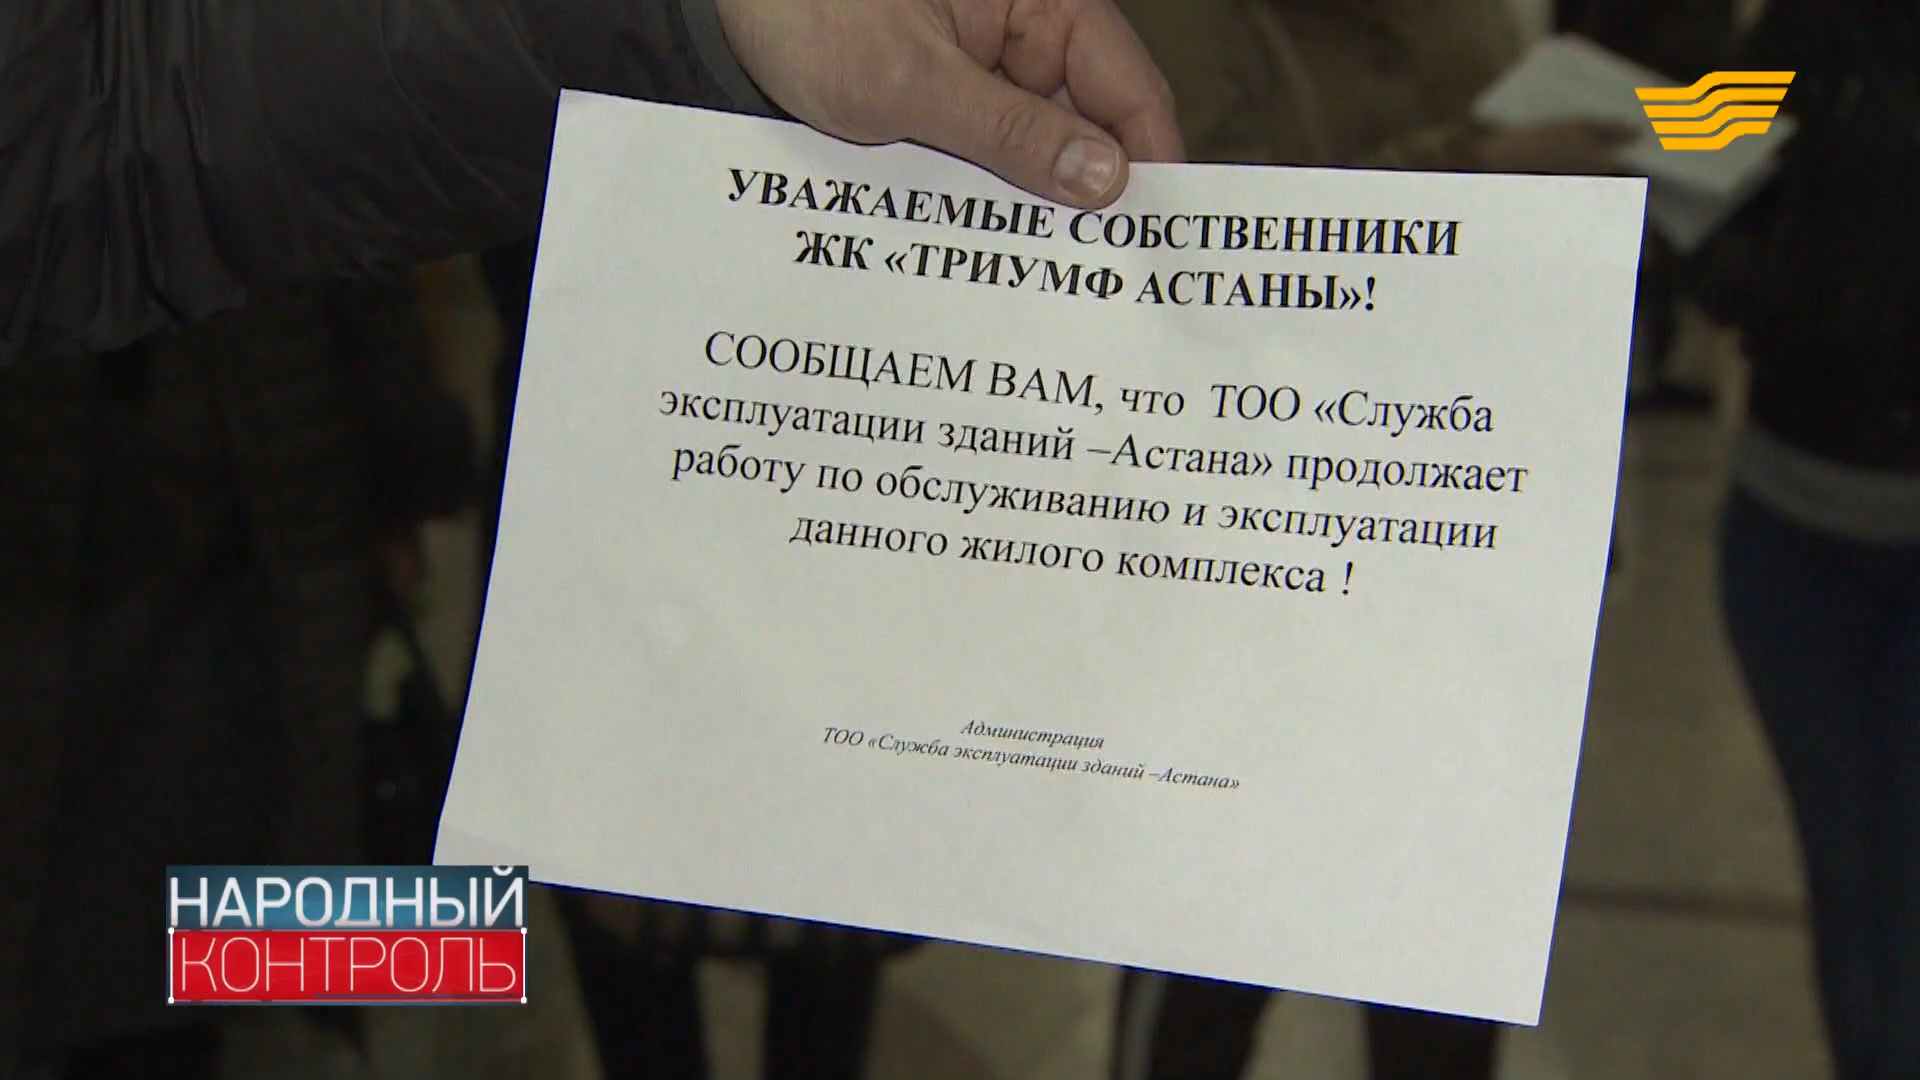 УВАЖАЕМЫЕ СОБСТВЕННИКИ
ЖК «ТРИУМФ АСТАНЫ»!
СООБЩАЕМ ВАМ, что ТОО «Служба
эксплуатации зданий –Астана» продолжает
работу по обслуживанию и эксплуатации
данного жилого комплекса !
Администрация
ТОО «Служба эксплуатации зданий –Астана»
НАРОДНЫЙ
КОНТРОЛЬ